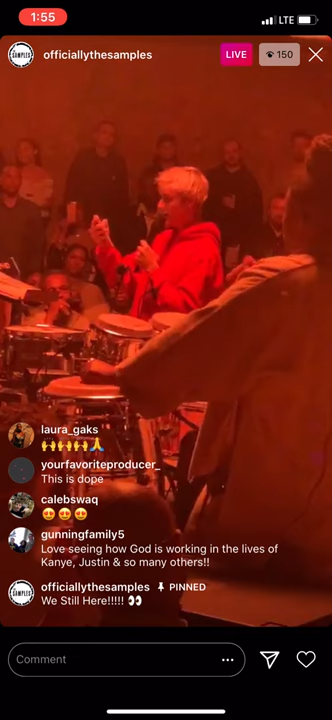 1:55
LTE
SAMPLES
officiallythesamples
LIVE
150
laura_gaks
🙌🙌🙌🙏
yourfavoriteproducer_
This is dope
calebswaq
😍😍😍
gunningfamily5
Love seeing how God is working in the lives of
Kanye, Justin & so many others!!
SAMPLES
officiallythesamples PINNED
We Still Here!!!!! 👀
Comment